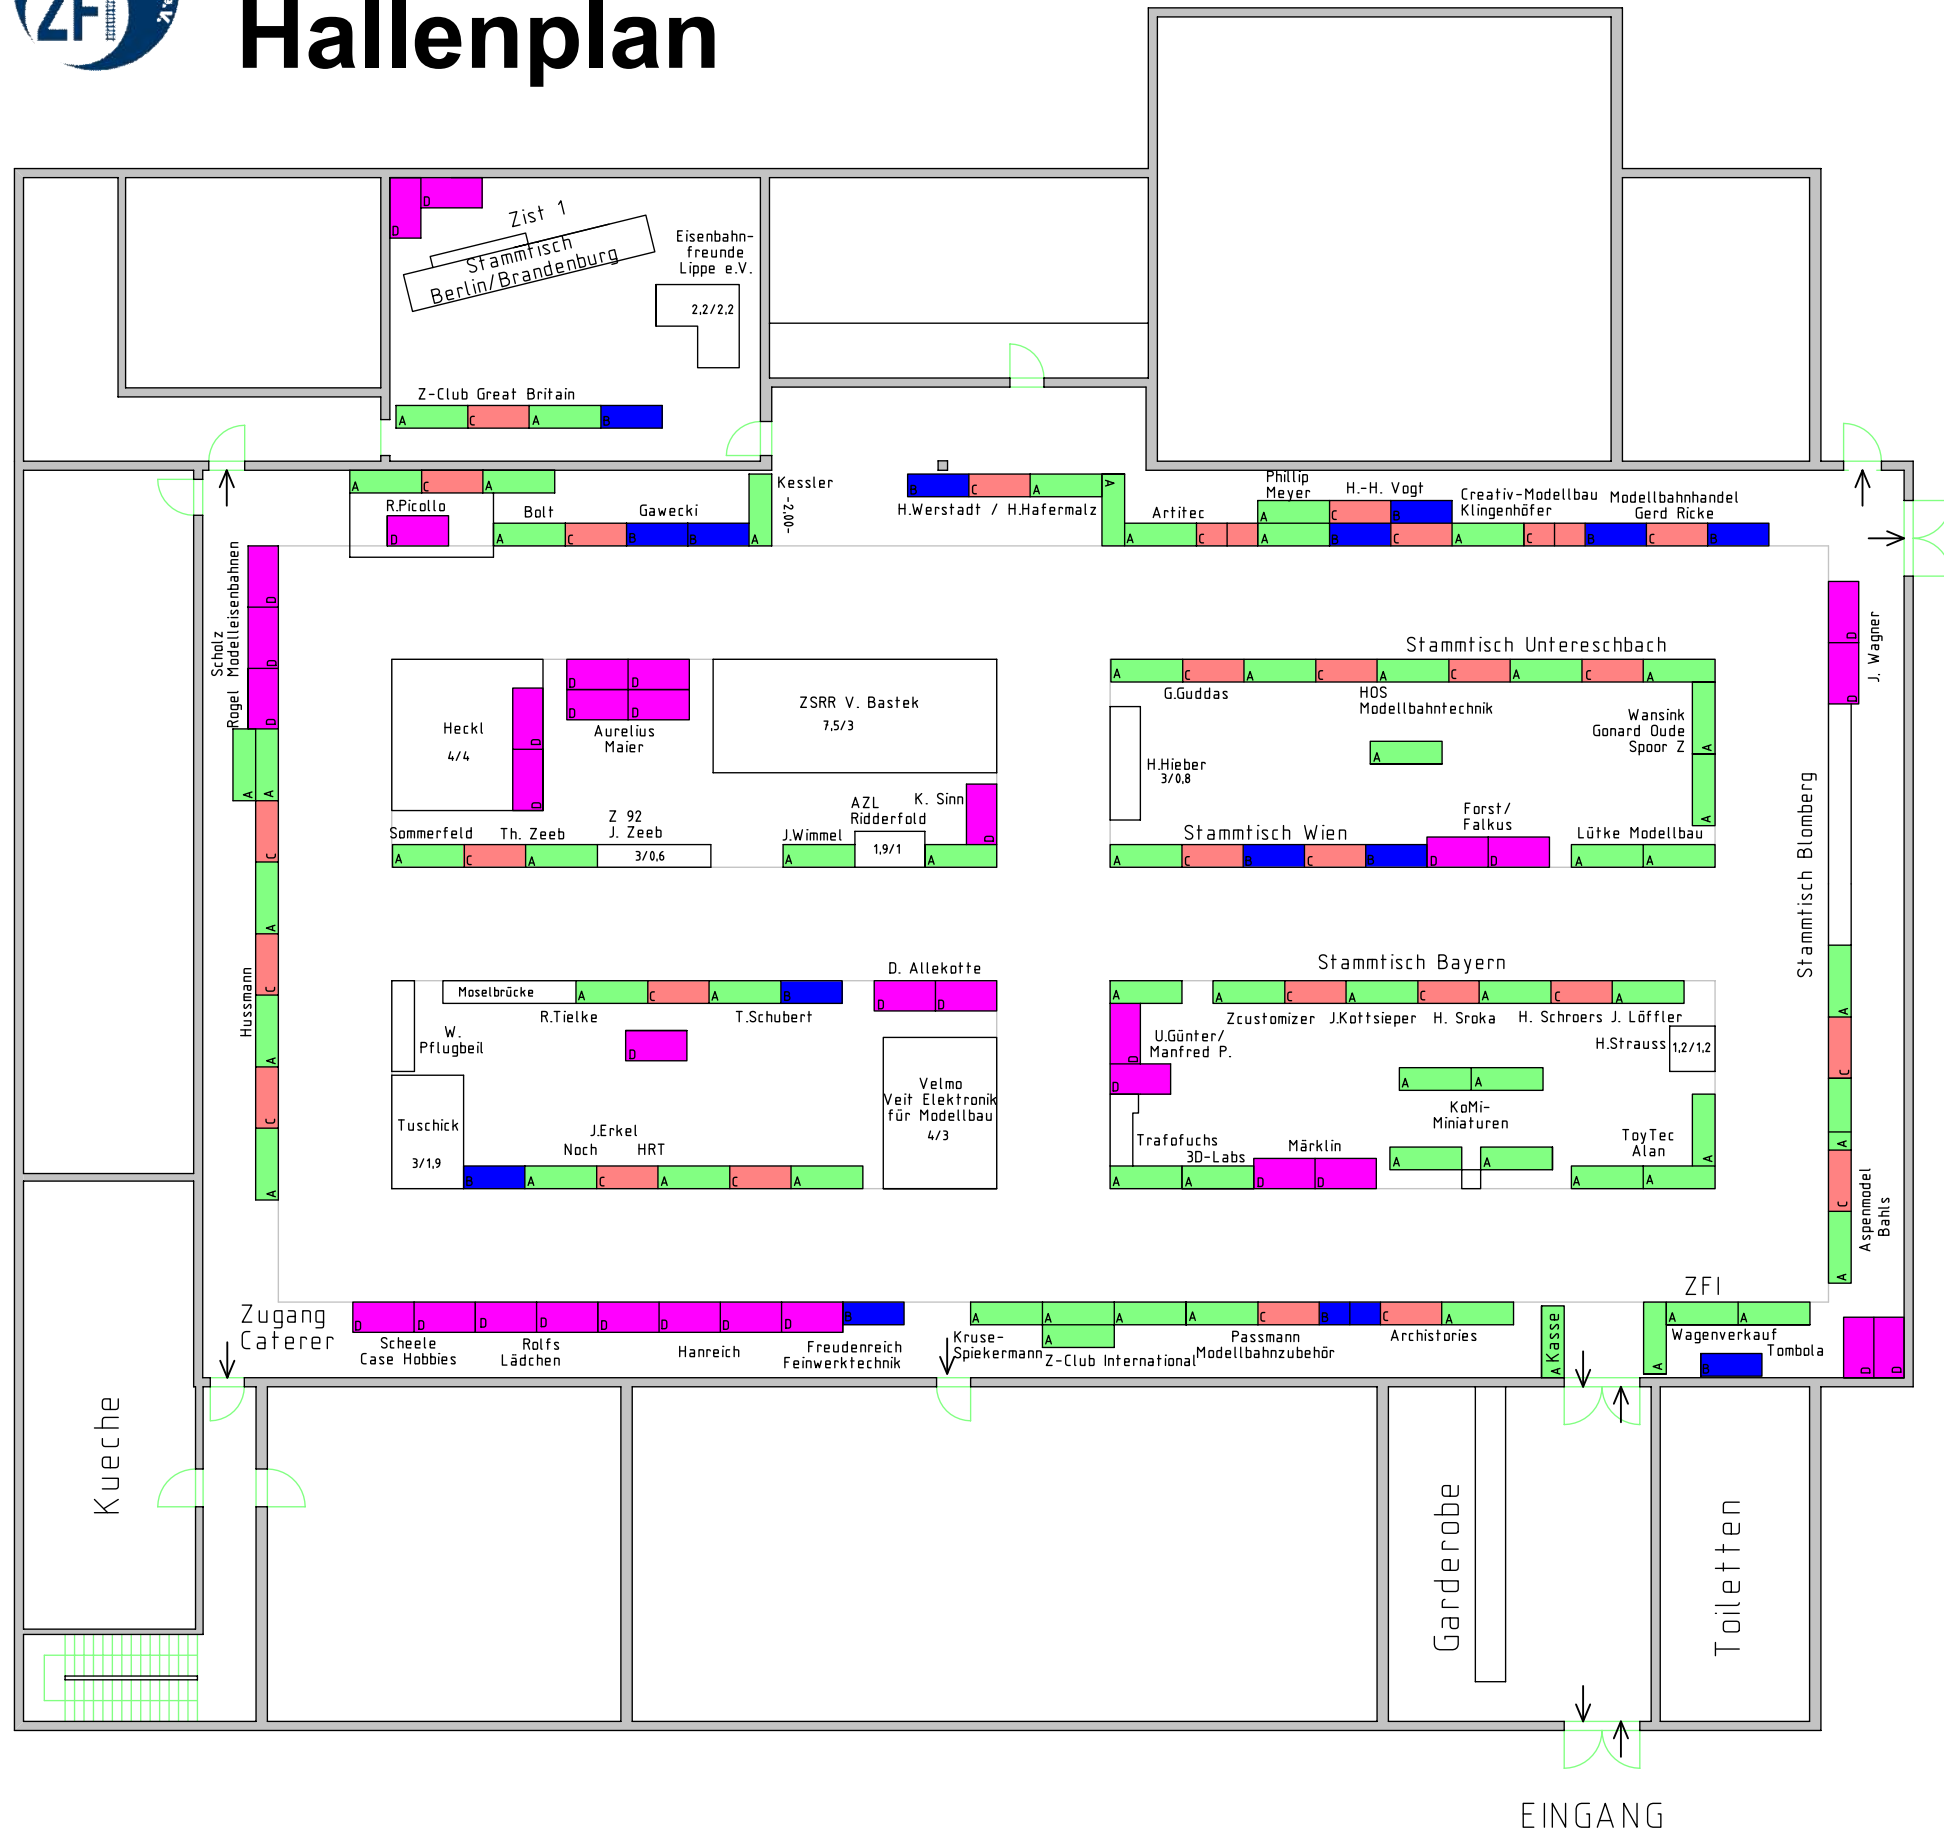 ZFI
e.V.
Hallenplan
Zist 1
Stammtisch
Berlin/Brandenburg
Eisenbahn-
freunde
Lippe e.V.
2,2/2,2
D
D
Z-Club Great Britain
A C A B
A C A
R.Picollo
D
Bolt
Gawecki
A C B B A
Kessler
-2,00-
B C A A
H.Werstadt / H.Hafermalz
Artitec
Phillip
Meyer
H.-H. Vogt
Creativ-Modellbau
Klingenhöfer
Modellbahnhandel
Gerd Ricke
A C B
A C A B C A C B C B
Scholz
Modelleisenbahnen
Rogel
D D D
A A C A C A C A
Hussmann
J. Wagner
D D
Stammtisch Blomberg
A C A C A
Aspenmodel
Bahls
Heckl
4/4
D D
D D
D D
Aurelius
Maier
ZSRR V. Bastek
7,5/3
Sommerfeld
Th. Zeeb
Z 92
J. Zeeb
A C A
3/0,6
J.Wimmel
AZL
Ridderfold
K. Sinn
A
1,9/1
A
D
Stammtisch Untereschbach
A C A C A C A C A
G.Guddas
HOS
Modellbahntechnik
A
Wansink
Gonard Oude
Spoor Z
A
A
H.Hieber
3/0,8
Stammtisch Wien
Forst/
Falkus
Lütke Modellbau
A C B C B D D
A A
Moselbrücke
A C A B
R.Tielke
T.Schubert
D. Allekotte
D D
W.
Pflugbeil
D
Tuschick
3/1,9
J.Erkel
Noch
HRT
B A C A C A
Velmo
Veit Elektronik
für Modellbau
4/3
Stammtisch Bayern
A
A C A C A C A
Zcustomizer
J.Kottsieper
H. Sroka
H. Schroers
J. Löffler
U.Günter/
Manfred P.
D
D
H.Strauss
1,2/1,2
A A
KoMi-
Miniaturen
A A
Trafofuchs
3D-Labs
Märklin
ToyTec
Alan
A A D D
A A A
Zugang
Caterer
D D D D D D D D B
Scheele
Case Hobbies
Rolfs
Lädchen
Hanreich
Freudenreich
Feinwerktechnik
A A A A C B C A
A
Kruse-
Spiekermann
Z-Club International
Passmann
Modellbahnzubehör
Archistories
A Kasse
ZFI
A A A
Wagenverkauf
Tombola
B
D D
Kueche
Garderobe
Toiletten
EINGANG